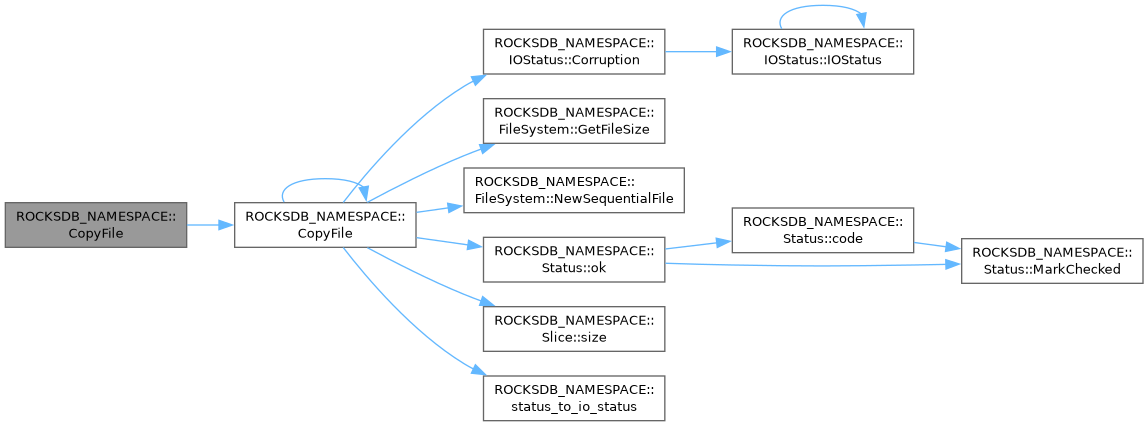 ROCKSDB_NAMESPACE::
CopyFile
ROCKSDB_NAMESPACE::
CopyFile
ROCKSDB_NAMESPACE::
IOStatus::Corruption
ROCKSDB_NAMESPACE::
IOStatus::IOStatus
ROCKSDB_NAMESPACE::
FileSystem::GetFileSize
ROCKSDB_NAMESPACE::
FileSystem::NewSequentialFile
ROCKSDB_NAMESPACE::
Status::ok
ROCKSDB_NAMESPACE::
Status::code
ROCKSDB_NAMESPACE::
Status::MarkChecked
ROCKSDB_NAMESPACE::
Slice::size
ROCKSDB_NAMESPACE::
status_to_io_status